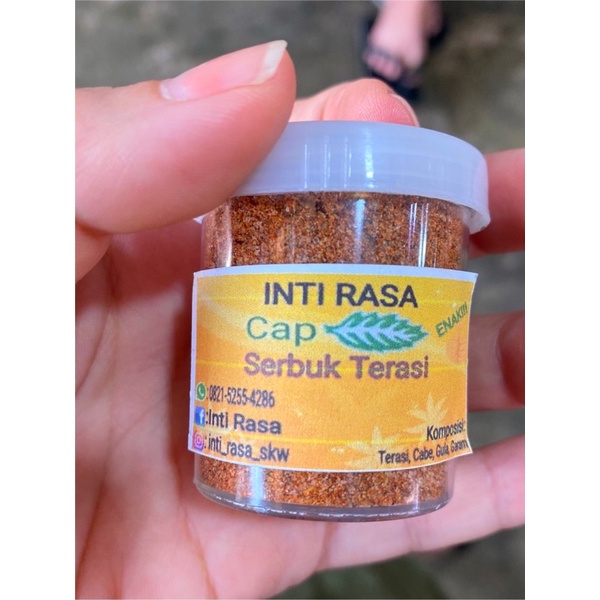 INTI RASA
Cap
ENAK!!!
Serbuk Terasi
: 0821-5255-4286
:Inti Rasa
: inti_rasa_skw
Komposisi:
Terasi, Cabe, Gula, Garam,